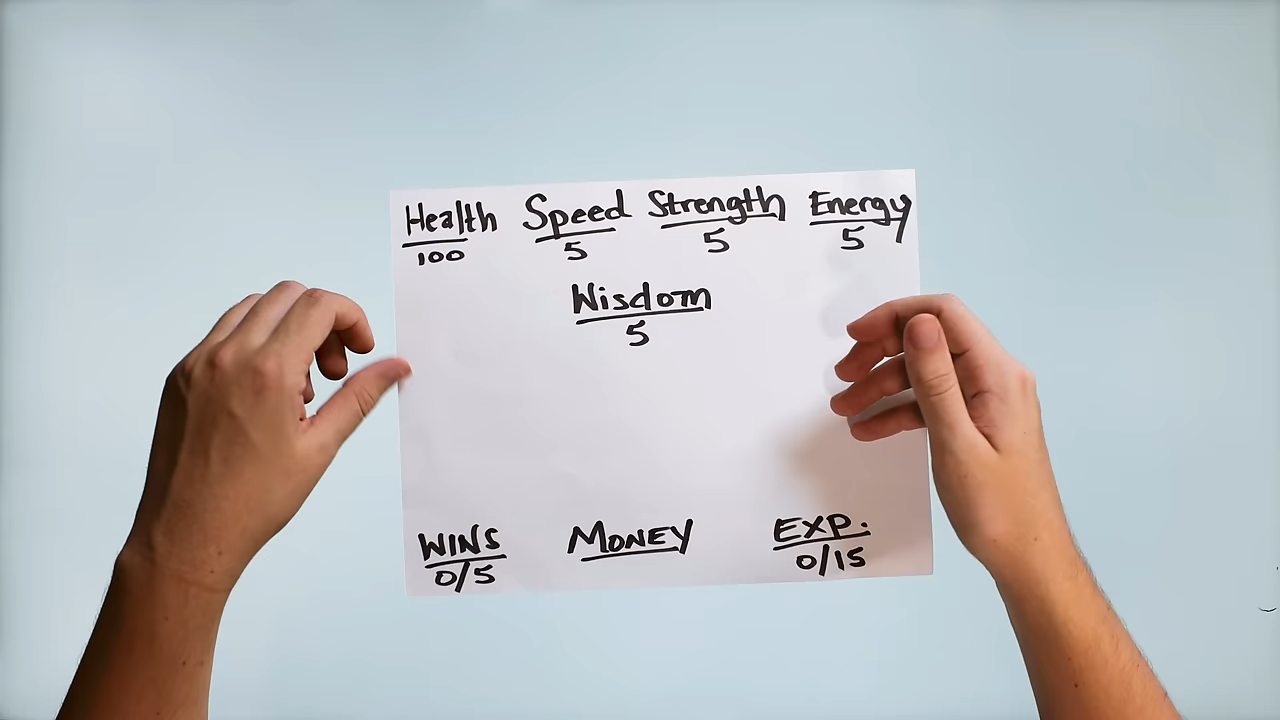 Health Speed Strength Energy
100 5 5 5
Wisdom
5
WINS MONEY EXP.
0/5 0/15